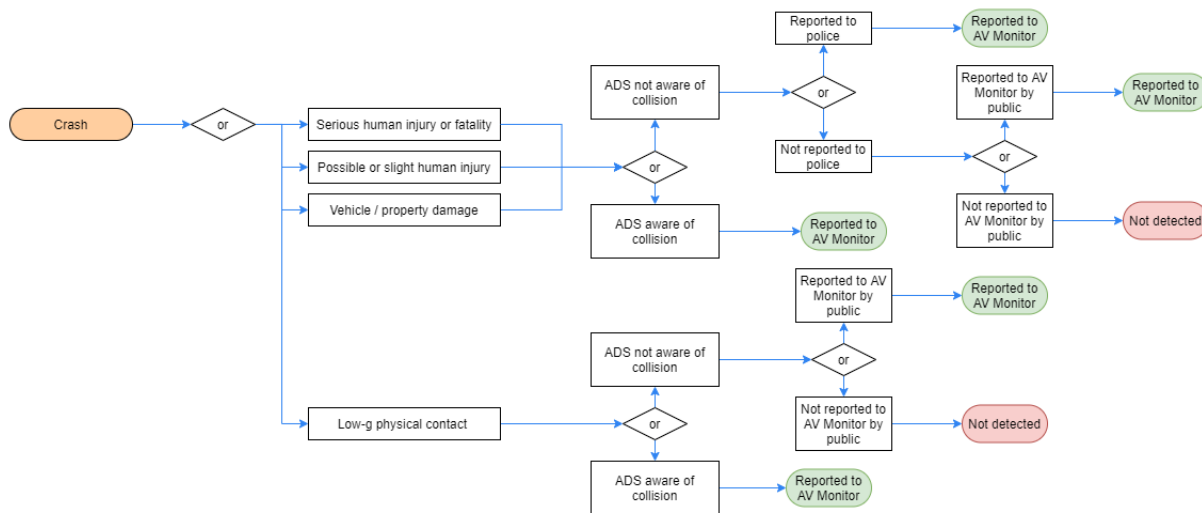 Reported to
police
Reported to
AV Monitor
ADS not aware of
collision
or
Reported to AV
Monitor by
public
Reported to
AV Monitor
Crash
or
Serious human injury or fatality
Not reported to
police
or
Possible or slight human injury
or
Vehicle / property damage
ADS aware of
collision
Reported to
AV Monitor
Not reported to
AV Monitor by
public
Not detected
Reported to AV
Monitor by
public
Reported to
AV Monitor
ADS not aware of
collision
or
Low-g physical contact
or
Not reported to
AV Monitor by
public
Not detected
ADS aware of
collision
Reported to
AV Monitor